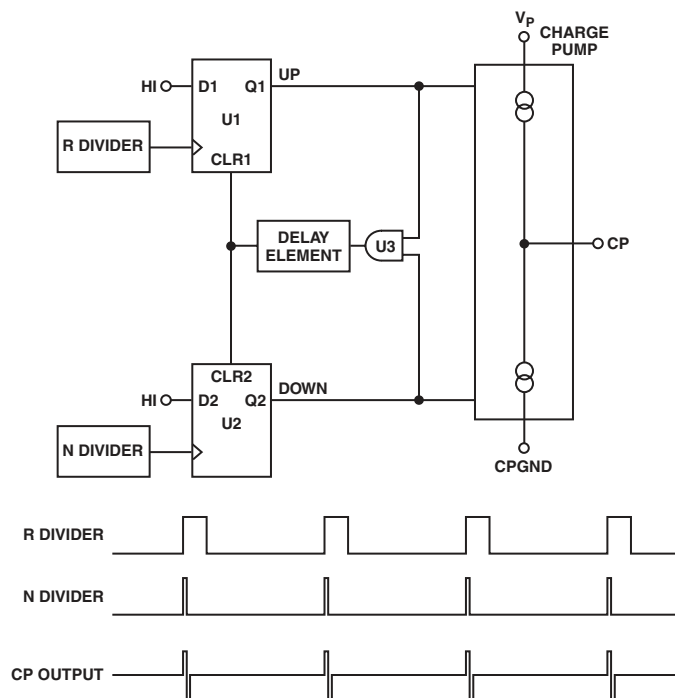 VP
CHARGE
PUMP
UP
HI
D1
Q1
U1
R DIVIDER
CLR1
DELAY
ELEMENT
U3
CP
CLR2
DOWN
HI
D2
Q2
U2
N DIVIDER
CPGND
R DIVIDER
N DIVIDER
CP OUTPUT